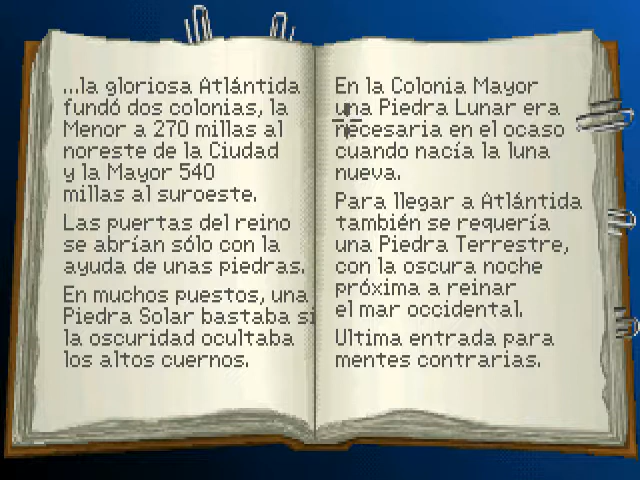 ...la gloriosa Atlántida
fundó dos colonias, la
Menor a 270 millas al
noreste de la Ciudad
y la Mayor 540
millas al suroeste.
Las puertas del reino
se abrían sólo con la
ayuda de unas piedras.
En muchos puestos, una
Piedra Solar bastaba si
la oscuridad ocultaba
los altos cuernos.
En la Colonia Mayor
una Piedra Lunar era
necesaria en el ocaso
cuando nacía la luna
nueva.
Para llegar a Atlántida
también se requería
una Piedra Terrestre,
con la oscura noche
próxima a reinar
el mar occidental.
Ultima entrada para
mentes contrarias.